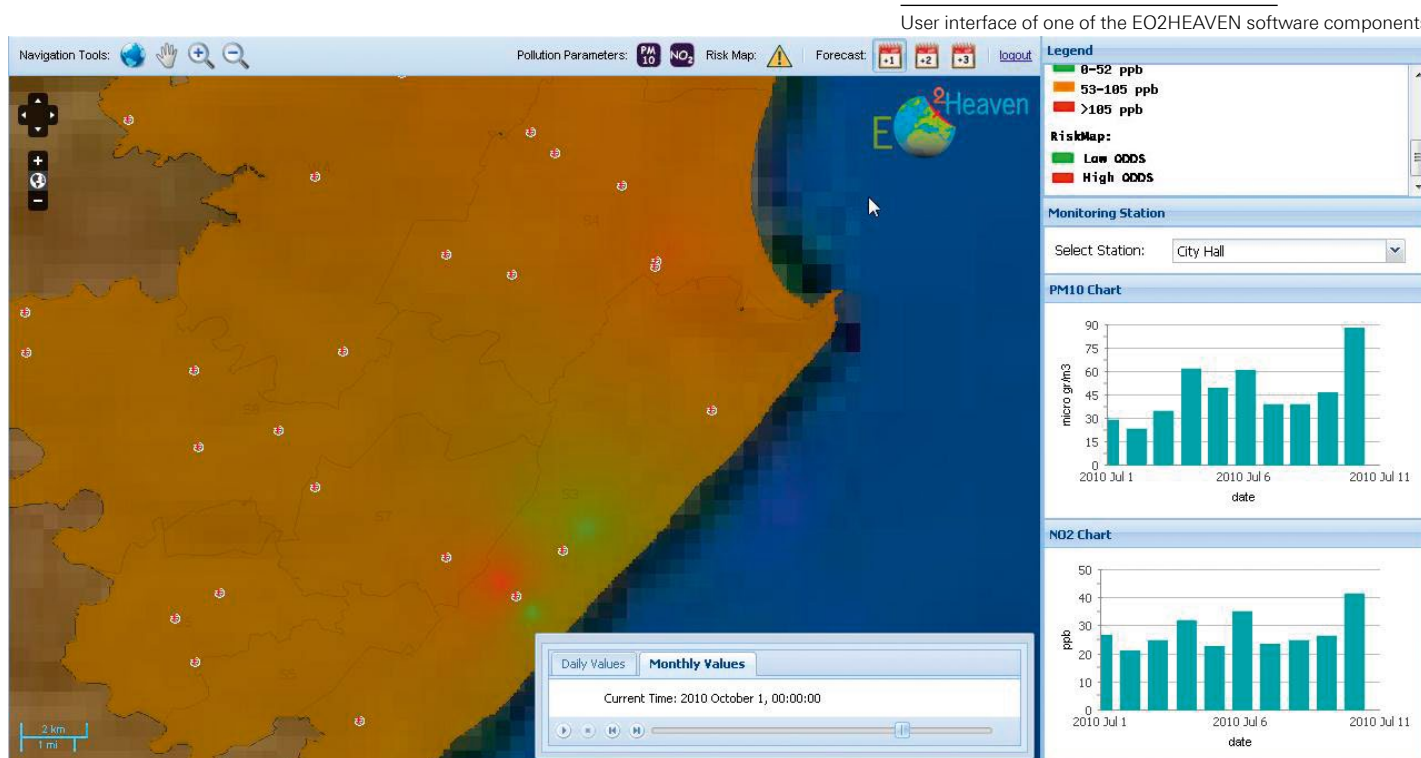 User interface of one of the EO2HEAVEN software component
Navigation Tools:
Pollution Parameters: PM 10 NO2 Risk Map: Forecast: +1 +2 +3 logout
Legend
0-52 ppb
53-105 ppb
>105 ppb
RiskMap:
Low ODDS
High ODDS
E 2 Heaven
Monitoring Station
Select Station: City Hall
PM10 Chart
90
75
60
45
30
15
0
micro gr/m3
2010 Jul 1 2010 Jul 6 2010 Jul 11
date
NO2 Chart
50
40
30
20
10
0
ppb
2010 Jul 1 2010 Jul 6 2010 Jul 11
date
S4
S3
Daily Values Monthly Values
Current Time: 2010 October 1, 00:00:00
2 km
1 mi